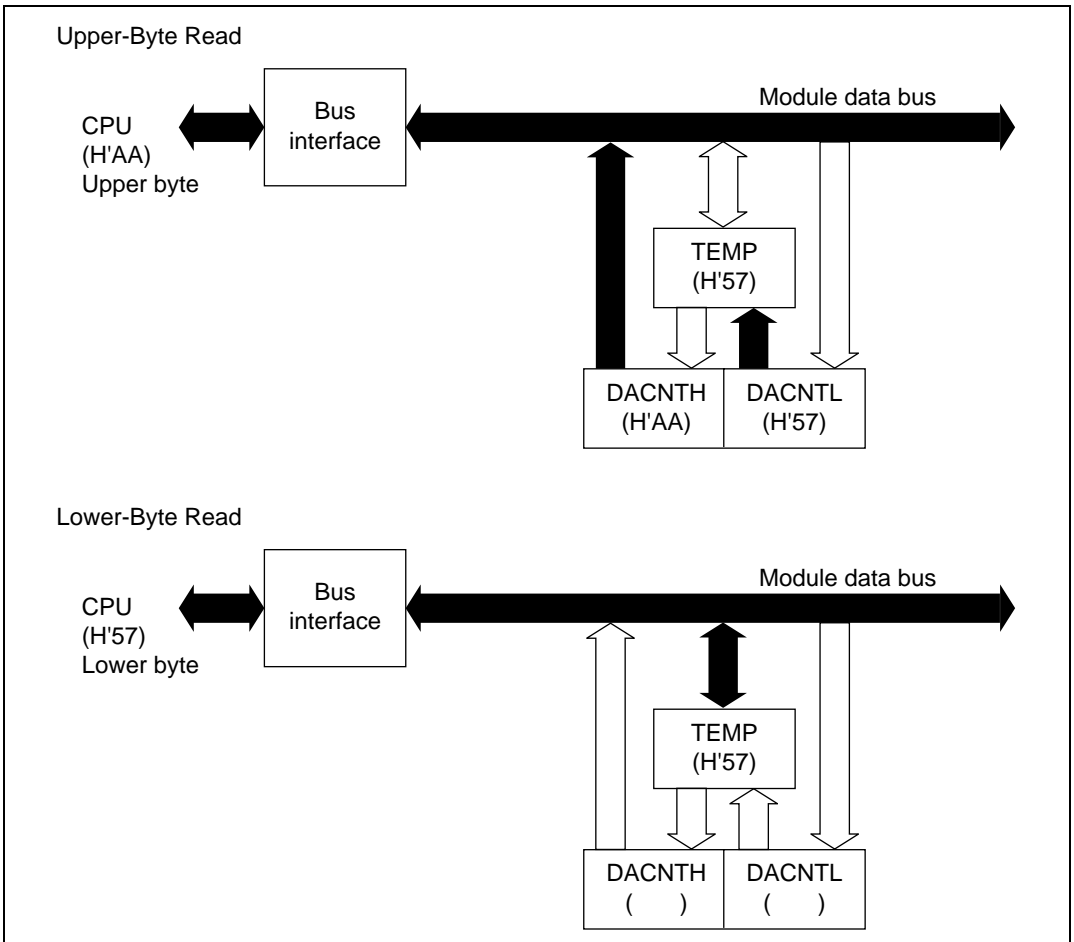 Upper-Byte Read
CPU
(H'AA)
Upper byte
Bus
interface
Module data bus
TEMP
(H'57)
DACNTH
(H'AA)
DACNTL
(H'57)
Lower-Byte Read
CPU
(H'57)
Lower byte
Bus
interface
Module data bus
TEMP
(H'57)
DACNTH
(      )
DACNTL
(      )